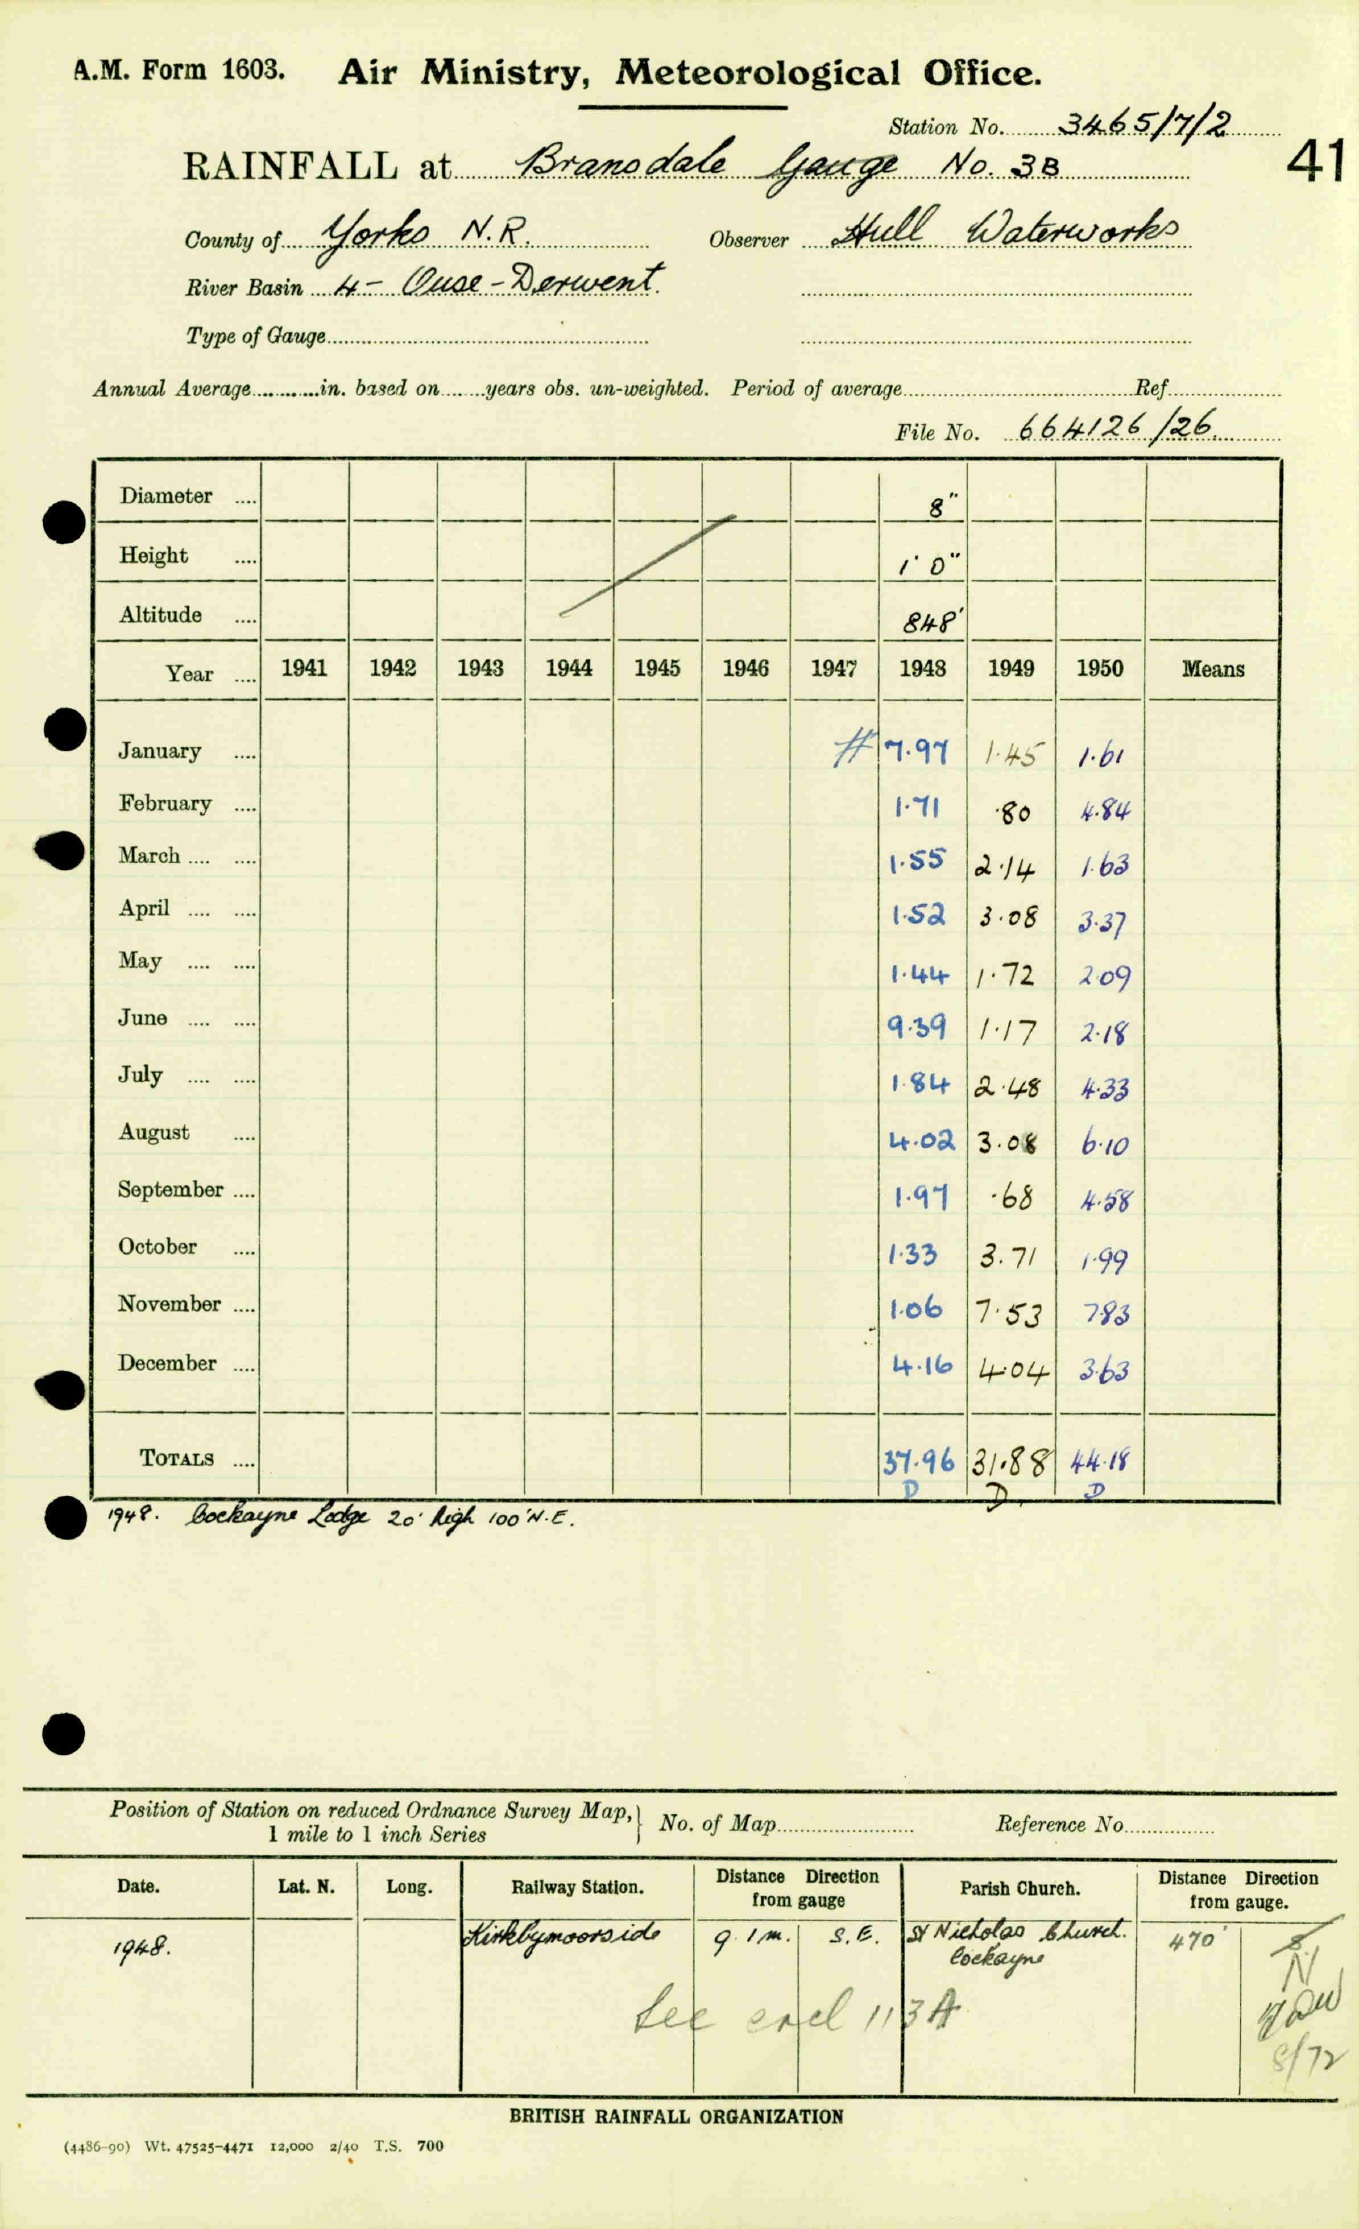 A.M. Form 1603. Air Ministry, Meteorological Office.
Station No. 3465/7/2
41
RAINFALL at Bransdale Gauge No. 3B
County of Yorks N.R. Observer Hull Waterworks
River Basin 4 - Ouse - Derwent.
Type of Gauge
Annual Average in. based on years obs. un-weighted. Period of average Ref.
File No. 664126/26.
Diameter 8"
Height 1' 0"
Altitude 848'
Year 1941 1942 1943 1944 1945 1946 1947 1948 1949 1950 Means
January # 7.97 1.45 1.61
February 1.71 .80 4.84
March 1.55 2.14 1.63
April 1.52 3.08 3.37
May 1.44 1.72 2.09
June 9.39 1.17 2.18
July 1.84 2.48 4.33
August 4.02 3.08 6.10
September 1.97 .68 4.58
October 1.33 3.71 1.99
November 1.06 7.53 7.83
December 4.16 4.04 3.63
TOTALS 37.96 31.88 44.18
D D D
1948. Cockayne Lodge 20' high 100' N.E.
Position of Station on reduced Ordnance Survey Map, } No. of Map Reference No.
1 mile to 1 inch Series
Date. Lat. N. Long. Railway Station. Distance Direction from gauge Parish Church. Distance Direction from gauge.
1948. Kirkbymoorside 9.1m. S.E. St Nicholas Church. 470' S.
Cockayne N
See card 113A
8/72
BRITISH RAINFALL ORGANIZATION
(4486-90) Wt. 47525-4471 12,000 2/40 T.S. 700